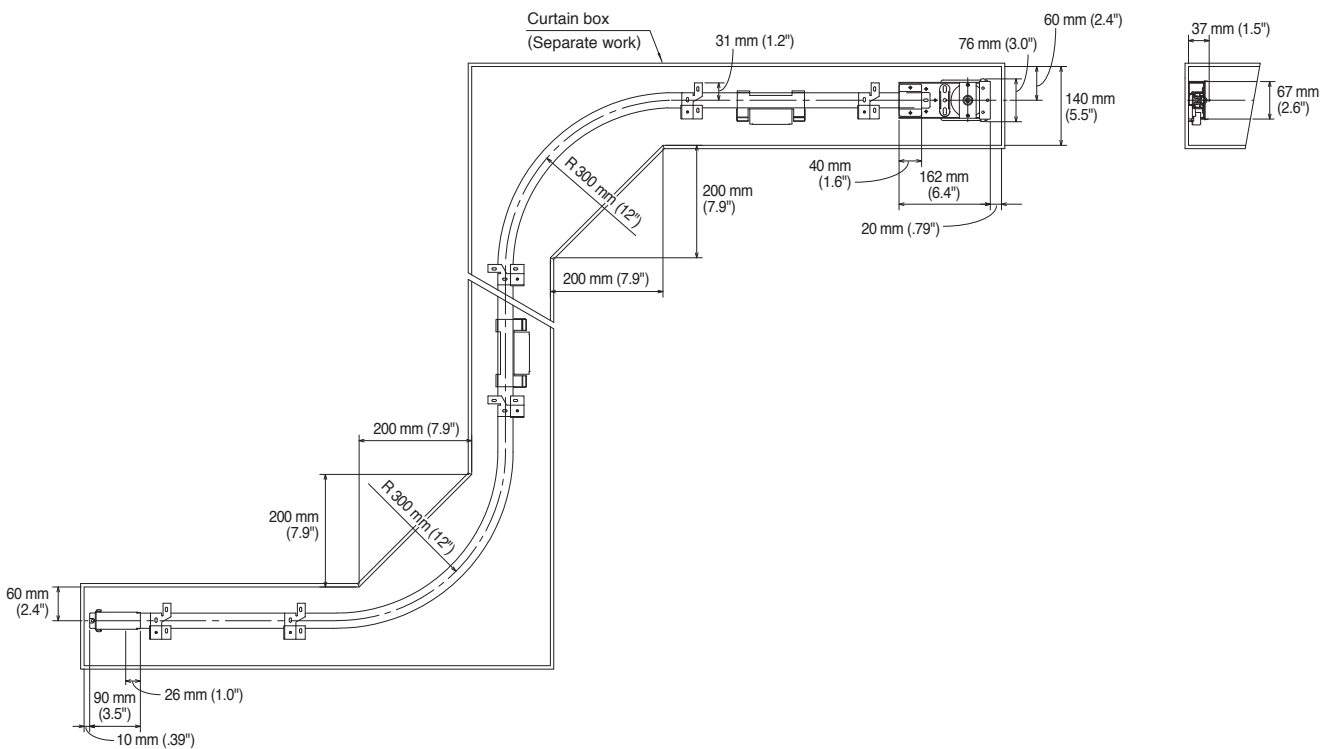 Curtain box
(Separate work)
31 mm (1.2")
60 mm (2.4")
76 mm (3.0")
37 mm (1.5")
140 mm
(5.5")
67 mm
(2.6")
40 mm
(1.6")
162 mm
(6.4")
20 mm (.79")
R 300 mm (12")
200 mm
(7.9")
200 mm (7.9")
200 mm (7.9")
R 300 mm (12")
200 mm
(7.9")
60 mm
(2.4")
26 mm (1.0")
90 mm
(3.5")
10 mm (.39")